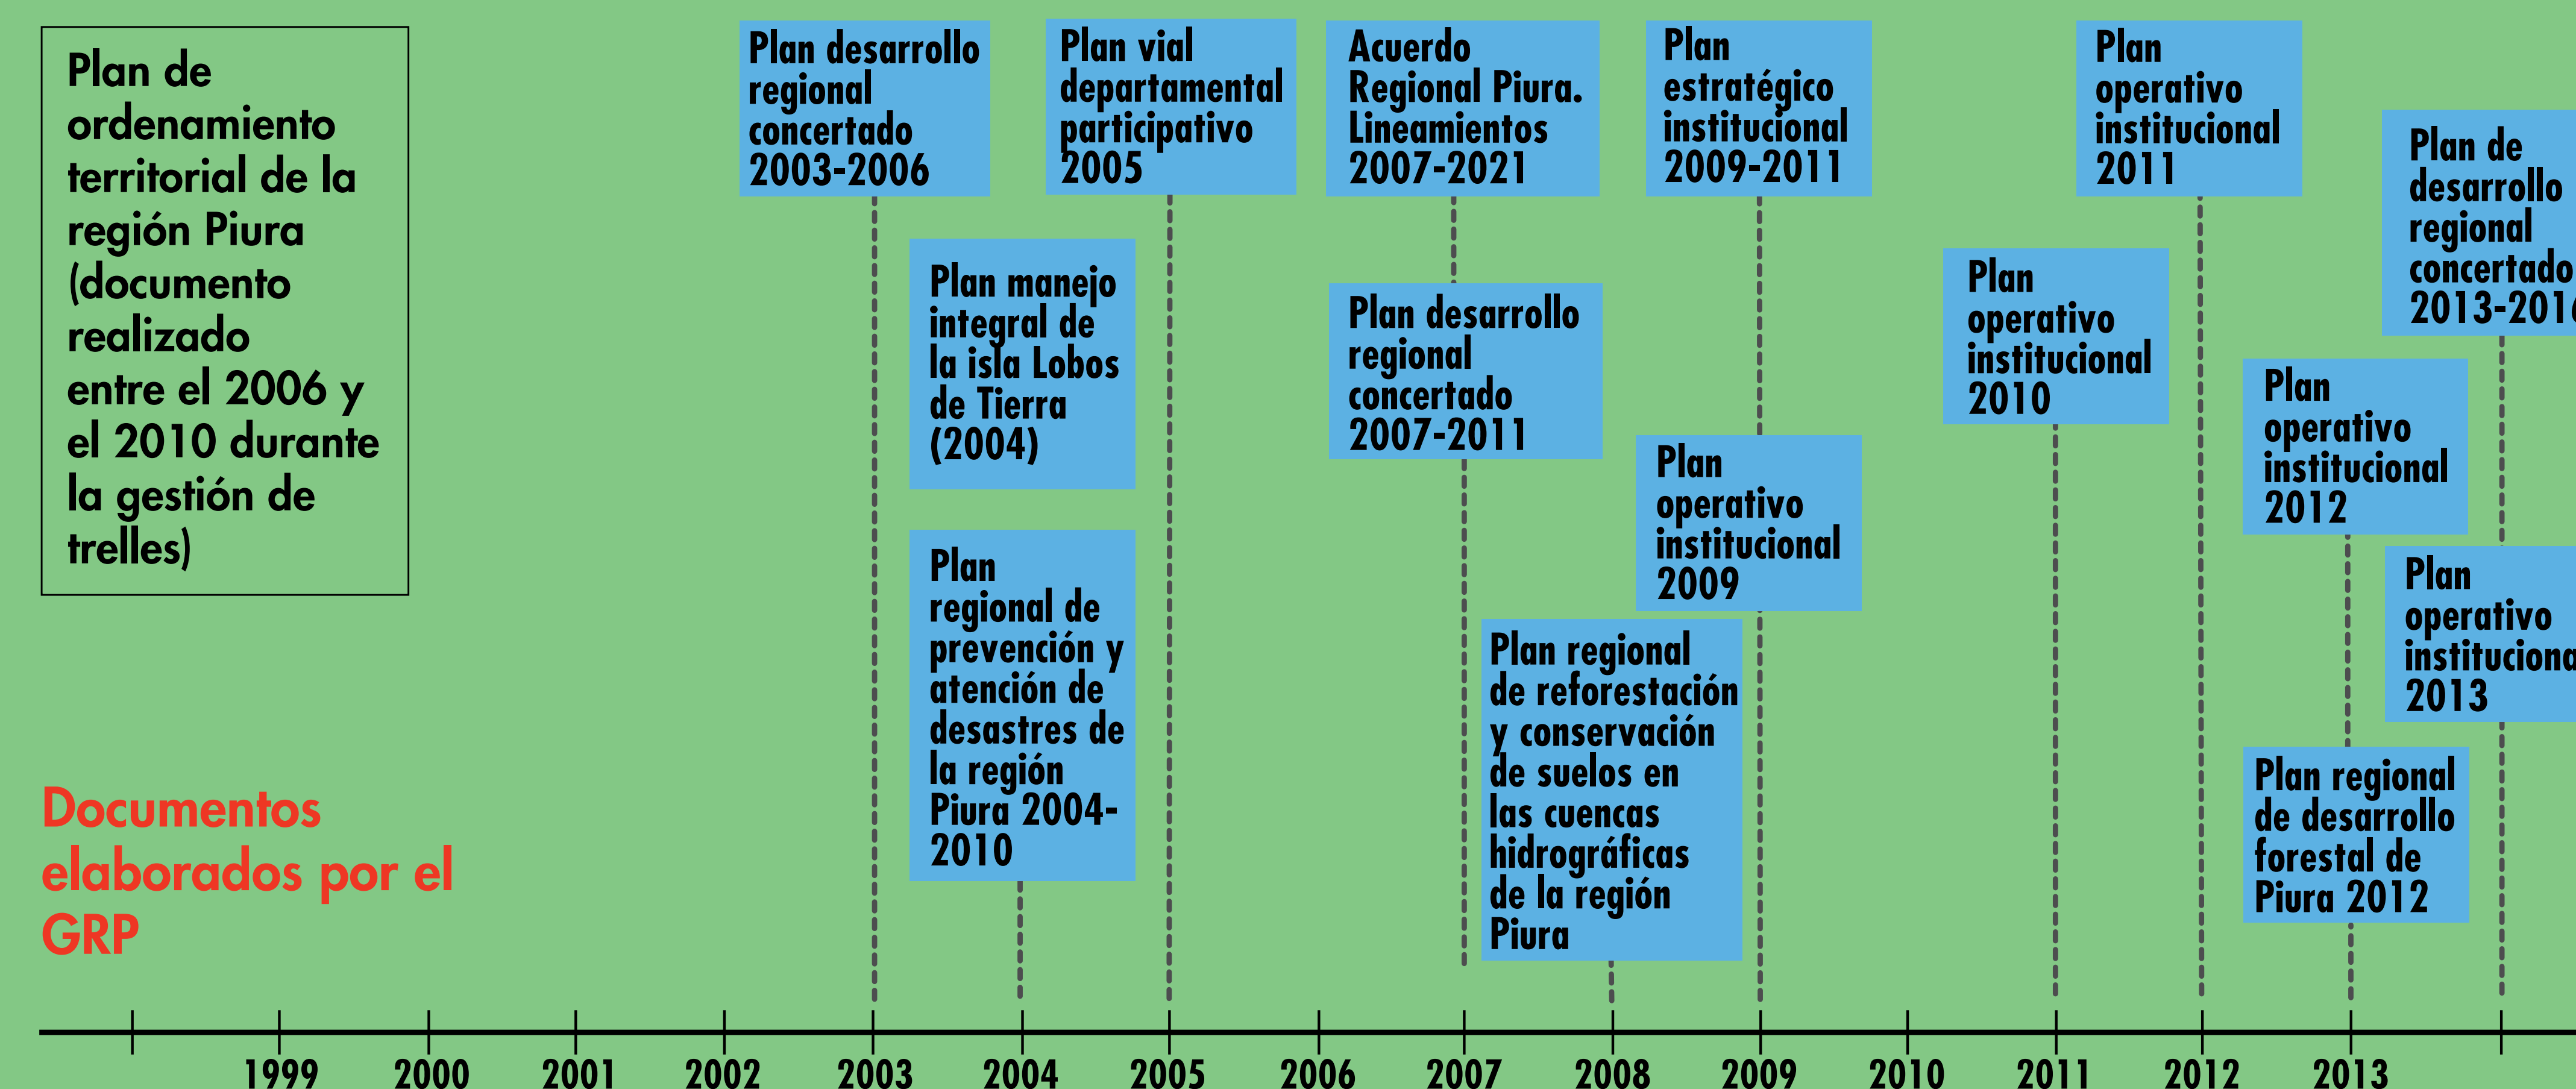 Plan de
ordenamiento
territorial de la
región Piura
(documento
realizado
entre el 2006 y
el 2010 durante
la gestión de
trelles)
Documentos
elaborados por el
GRP
Plan desarrollo
regional
concertado
2003-2006
Plan manejo
integral de
la isla Lobos
de Tierra
(2004)
Plan
regional de
prevención y
atención de
desastres de
la región
Piura 2004-
2010
Plan vial
departamental
participativo
2005
Acuerdo
Regional Piura.
Lineamientos
2007-2021
Plan desarrollo
regional
concertado
2007-2011
Plan regional
de reforestación
y conservación
de suelos en
las cuencas
hidrográficas
de la región
Piura
Plan
estratégico
institucional
2009-2011
Plan
operativo
institucional
2009
Plan
operativo
institucional
2010
Plan
operativo
institucional
2011
Plan
operativo
institucional
2012
Plan regional
de desarrollo
forestal de
Piura 2012
Plan de
desarrollo
regional
concertado
2013-2016
Plan
operativo
instituciona
2013
1999 2000 2001 2002 2003 2004 2005 2006 2007 2008 2009 2010 2011 2012 2013